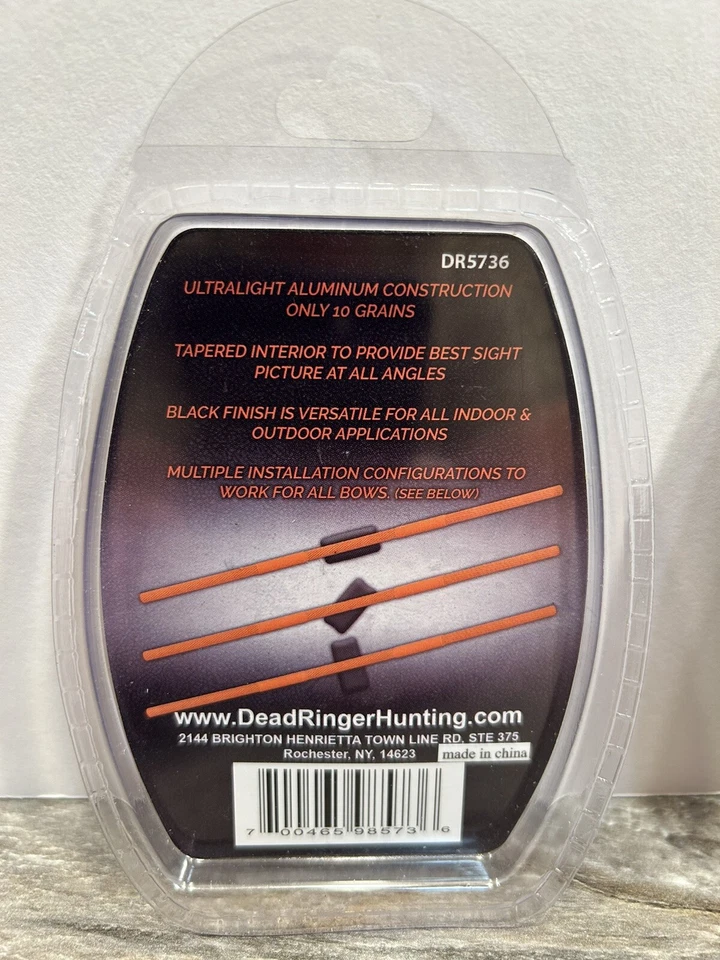 DR5736
ULTRALIGHT ALUMINUM CONSTRUCTION
ONLY 10 GRAINS
TAPERED INTERIOR TO PROVIDE BEST SIGHT
PICTURE AT ALL ANGLES
BLACK FINISH IS VERSATILE FOR ALL INDOOR &
OUTDOOR APPLICATIONS
MULTIPLE INSTALLATION CONFIGURATIONS TO
WORK FOR ALL BOWS. (SEE BELOW)
www.DeadRingerHunting.com
2144 BRIGHTON HENRIETTA TOWN LINE RD. STE 375
Rochester, NY, 14623
made in china
7 00465 98573 6